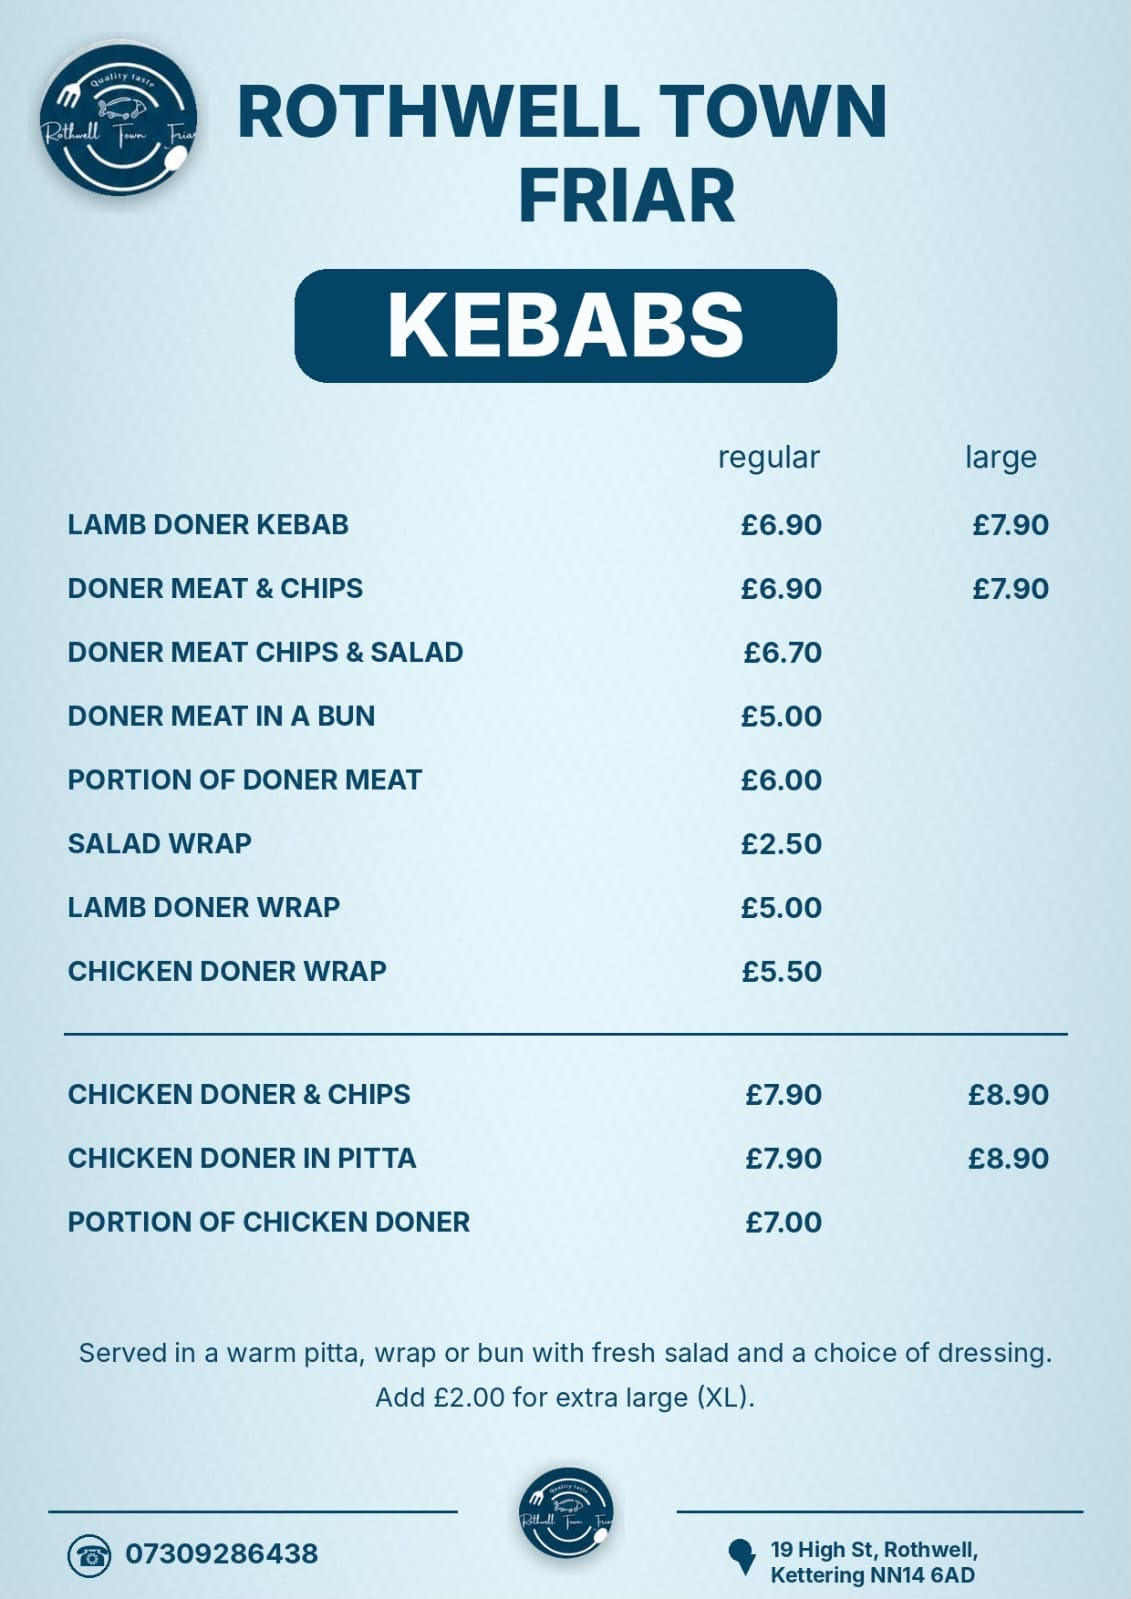 Quality taste
Rothwell Town Friar
ROTHWELL TOWN
FRIAR
KEBABS
regular large
LAMB DONER KEBAB £6.90 £7.90
DONER MEAT & CHIPS £6.90 £7.90
DONER MEAT CHIPS & SALAD £6.70
DONER MEAT IN A BUN £5.00
PORTION OF DONER MEAT £6.00
SALAD WRAP £2.50
LAMB DONER WRAP £5.00
CHICKEN DONER WRAP £5.50
CHICKEN DONER & CHIPS £7.90 £8.90
CHICKEN DONER IN PITTA £7.90 £8.90
PORTION OF CHICKEN DONER £7.00
Served in a warm pitta, wrap or bun with fresh salad and a choice of dressing.
Add £2.00 for extra large (XL).
Quality taste
Rothwell Town Friar
07309286438
19 High St, Rothwell,
Kettering NN14 6AD